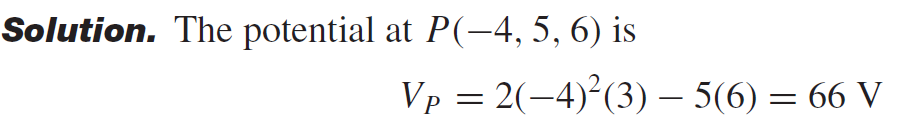 Solution. The potential at P(−4, 5, 6) is
V_P = 2(−4)²(3) − 5(6) = 66 V